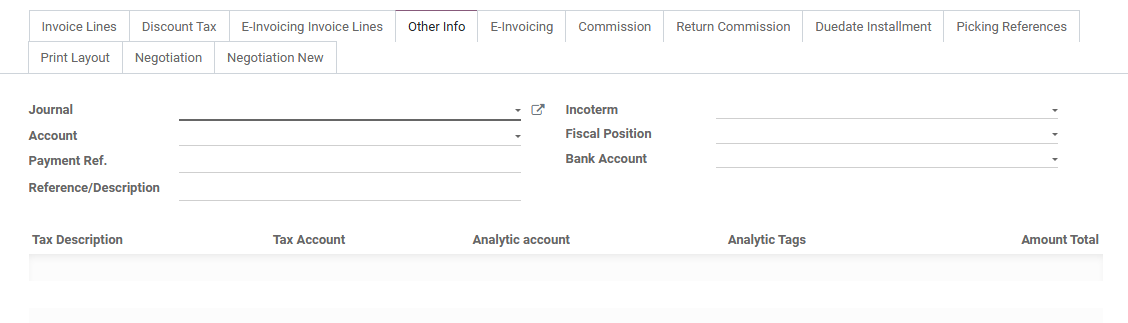 Invoice Lines Discount Tax E-Invoicing Invoice Lines Other Info E-Invoicing Commission Return Commission Duedate Installment Picking References
Print Layout Negotiation Negotiation New
Journal Incoterm
Account Fiscal Position
Payment Ref. Bank Account
Reference/Description
Tax Description Tax Account Analytic account Analytic Tags Amount Total